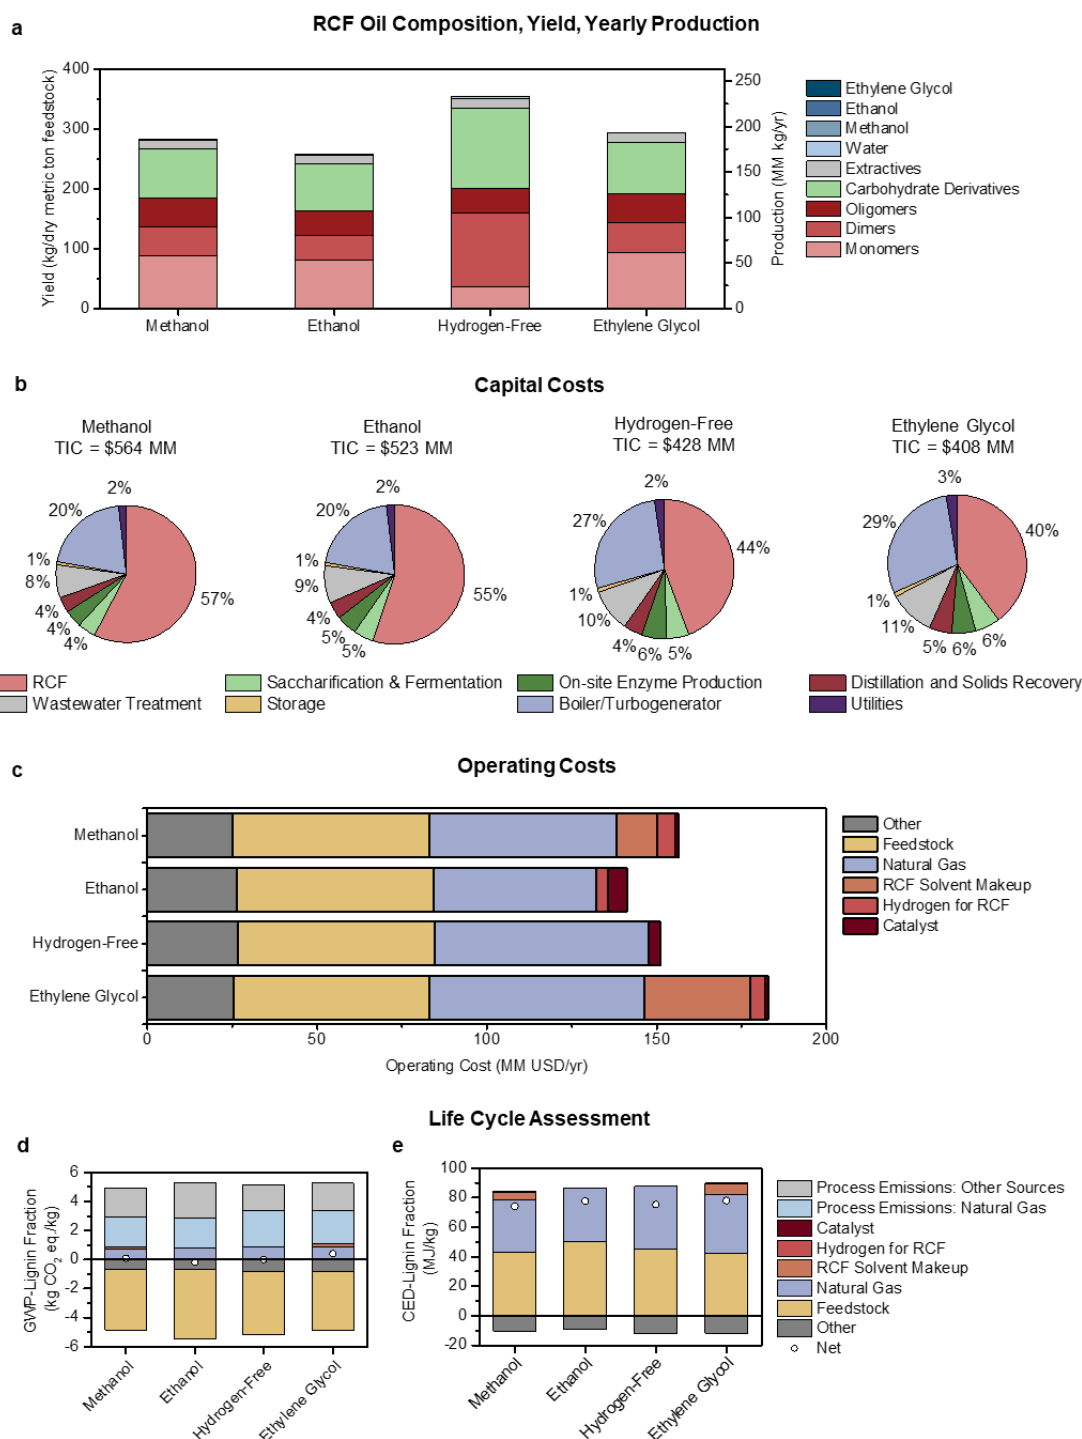 a
RCF Oil Composition, Yield, Yearly Production
Yield (kg/dry metric ton feedstock)
400
300
200
100
0
Methanol
Ethanol
Hydrogen-Free
Ethylene Glycol
250
200
150
100
50
0
Production (MM kg/yr)
Ethylene Glycol
Ethanol
Methanol
Water
Extractives
Carbohydrate Derivatives
Oligomers
Dimers
Monomers
b
Capital Costs
Methanol
TIC = $564 MM
2%
20%
1%
8%
4%
4%
4%
57%
Ethanol
TIC = $523 MM
2%
20%
1%
9%
4%
5%
5%
55%
Hydrogen-Free
TIC = $428 MM
2%
27%
1%
10%
4%
6%
5%
44%
Ethylene Glycol
TIC = $408 MM
3%
29%
1%
11%
5%
6%
6%
40%
RCF
Saccharification & Fermentation
On-site Enzyme Production
Distillation and Solids Recovery
Wastewater Treatment
Storage
Boiler/Turbogenerator
Utilities
c
Operating Costs
Methanol
Ethanol
Hydrogen-Free
Ethylene Glycol
0
50
100
150
200
Operating Cost (MM USD/yr)
Other
Feedstock
Natural Gas
RCF Solvent Makeup
Hydrogen for RCF
Catalyst
Life Cycle Assessment
d
GWP-Lignin Fraction
(kg CO₂ eq./kg)
6
4
2
0
-2
-4
-6
Methanol
Ethanol
Hydrogen-Free
Ethylene Glycol
e
CED-Lignin Fraction
(MJ/kg)
100
80
60
40
20
0
-20
Methanol
Ethanol
Hydrogen-Free
Ethylene Glycol
Process Emissions: Other Sources
Process Emissions: Natural Gas
Catalyst
Hydrogen for RCF
RCF Solvent Makeup
Natural Gas
Feedstock
Other
Net